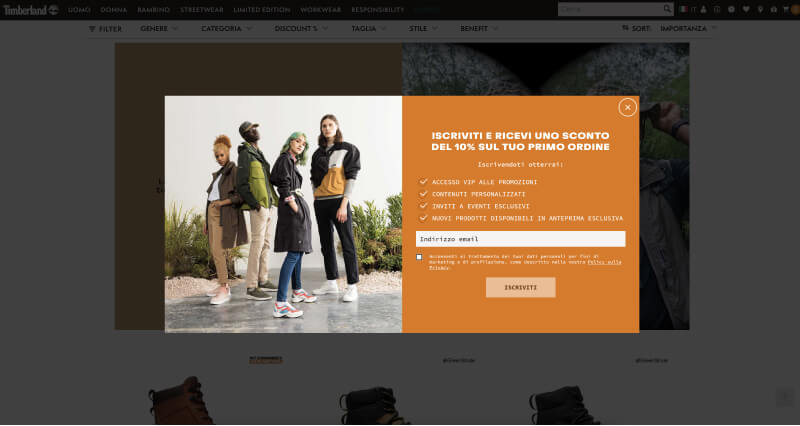 Timberland
UOMO DONNA BAMBINO STREETWEAR LIMITED EDITION WORKWEAR RESPONSIBILITY
Cerca
IT
FILTER GENERE CATEGORIA DISCOUNT % TAGLIA STILE BENEFIT SORT: IMPORTANZA
ISCRIVITI E RICEVI UNO SCONTO
DEL 10% SUL TUO PRIMO ORDINE
Iscrivendoti otterrai:
ACCESSO VIP ALLE PROMOZIONI
CONTENUTI PERSONALIZZATI
INVITI A EVENTI ESCLUSIVI
NUOVI PRODOTTI DISPONIBILI IN ANTEPRIMA ESCLUSIVA
Indirizzo email
Acconsenti al trattamento dei tuoi dati personali per fini di
marketing e di profilazione, come descritto nella nostra Policy sulla
Privacy.
ISCRIVITI